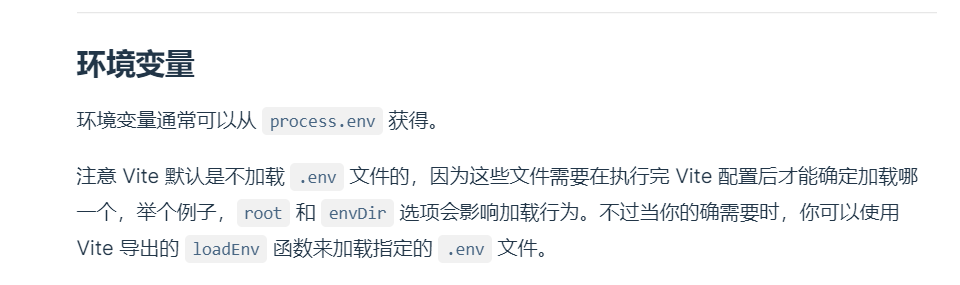 环境变量
环境变量通常可以从 process.env 获得。
注意 Vite 默认是不加载 .env 文件的，因为这些文件需要在执行完 Vite 配置后才能确定加载哪
一个，举个例子， root 和 envDir 选项会影响加载行为。不过当你的确需要时，你可以使用
Vite 导出的 loadEnv 函数来加载指定的 .env 文件。